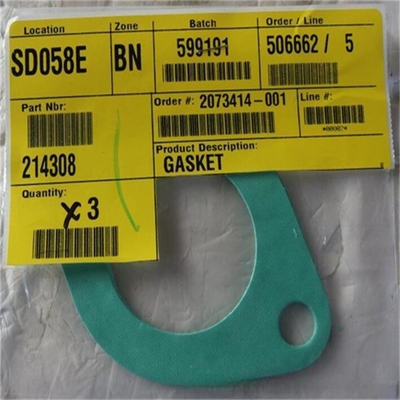 Location Zone Batch Order / Line
SD058E BN 599191 506662 / 5
Part Nbr: Order #: 2073414-001 Line #:
214308 Product Description:
GASKET
Quantity:
x 3